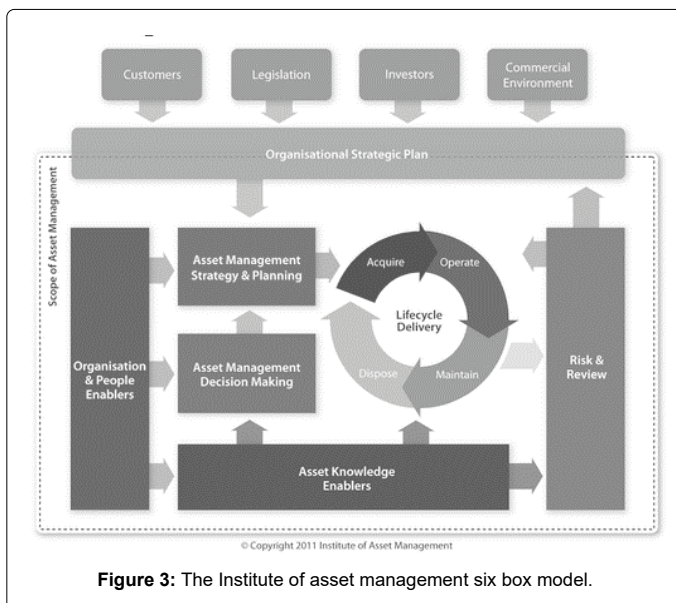 Customers
Legislation
Investors
Commercial
Environment
Organisational Strategic Plan
Scope of Asset Management
Asset Management
Strategy & Planning
Acquire
Operate
Lifecycle
Delivery
Organisation
& People
Enablers
Asset Management
Decision Making
Dispose
Maintain
Risk &
Review
Asset Knowledge
Enablers
© Copyright 2011 Institute of Asset Management
Figure 3: The Institute of asset management six box model.